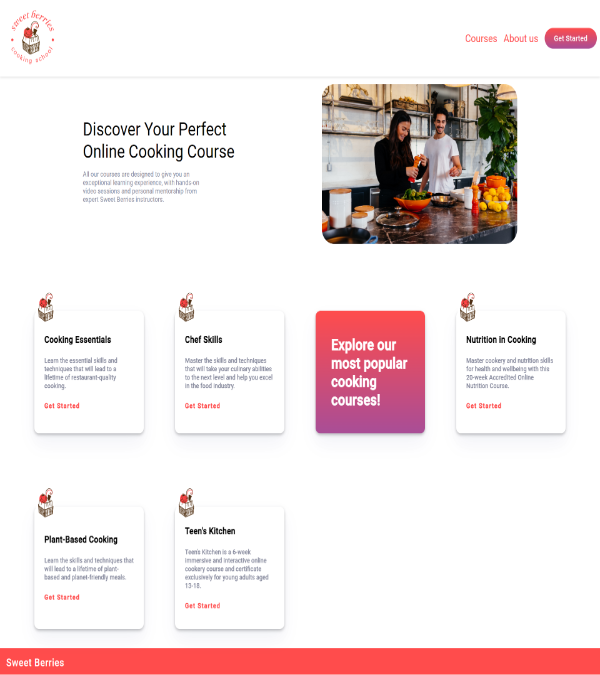 sweet berries
cooking school
Courses
About us
Get Started
Discover Your Perfect
Online Cooking Course
All our courses are designed to give you an
exceptional learning experience, with hands-on
video sessions and personal mentorship from
expert Sweet Berries instructors.
Cooking Essentials
Learn the essential skills and
techniques that will lead to a
lifetime of restaurant-quality
cooking.
Get Started
Chef Skills
Master the skills and techniques
that will take your culinary abilities
to the next level and help you excel
in the food industry.
Get Started
Explore our
most popular
cooking
courses!
Nutrition in Cooking
Master cookery and nutrition skills
for health and wellbeing with this
20-week Accredited Online
Nutrition Course.
Get Started
Plant-Based Cooking
Learn the skills and techniques that
will lead to a lifetime of plant-
based and planet-friendly meals.
Get Started
Teen's Kitchen
Teen's Kitchen is a 6-week
immersive and interactive online
cookery course and certificate
exclusively for young adults aged
13-18.
Get Started
Sweet Berries